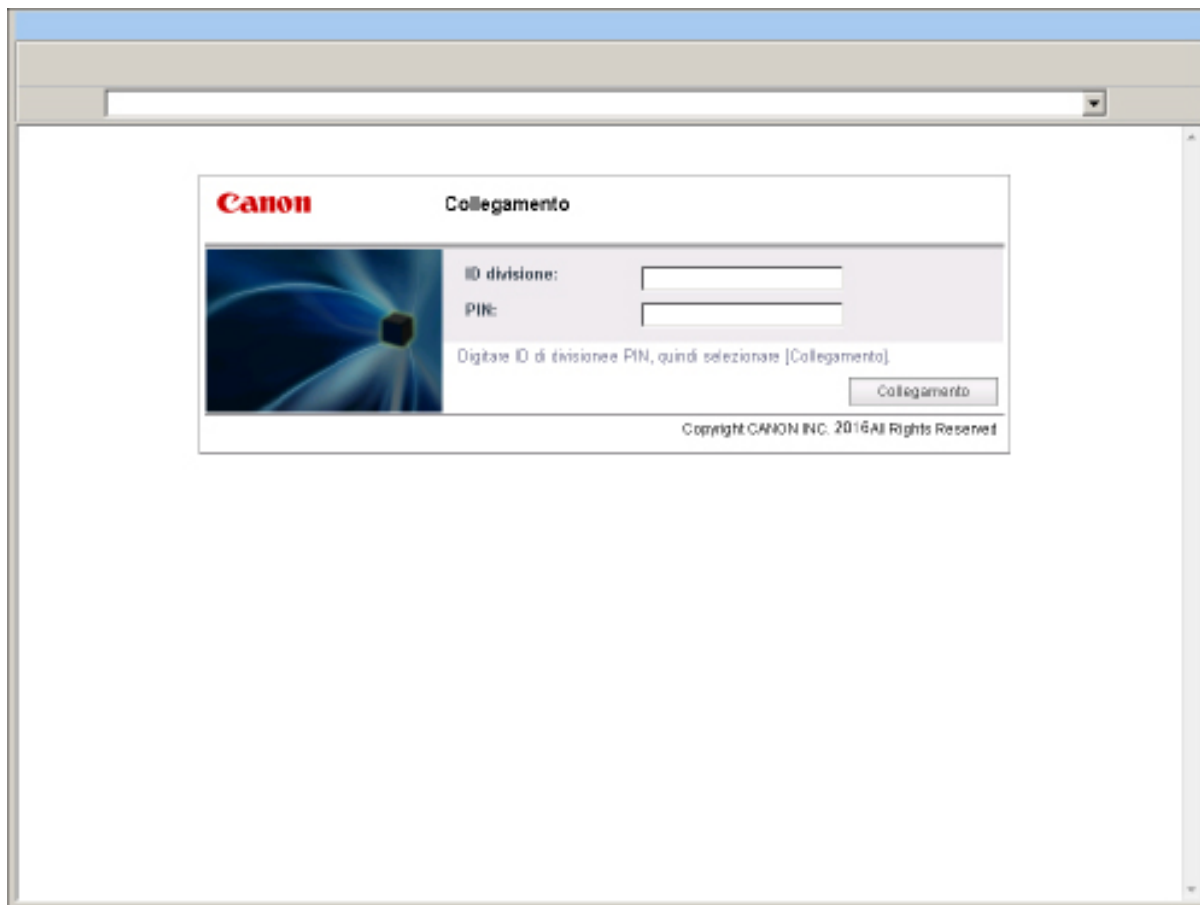 Canon
Collegamento
ID divisione:
PIN:
Digitare ID di divisionee PIN, quindi selezionare [Collegamento].
Collegamento
Copyright CANON INC. 2016All Rights Reserved